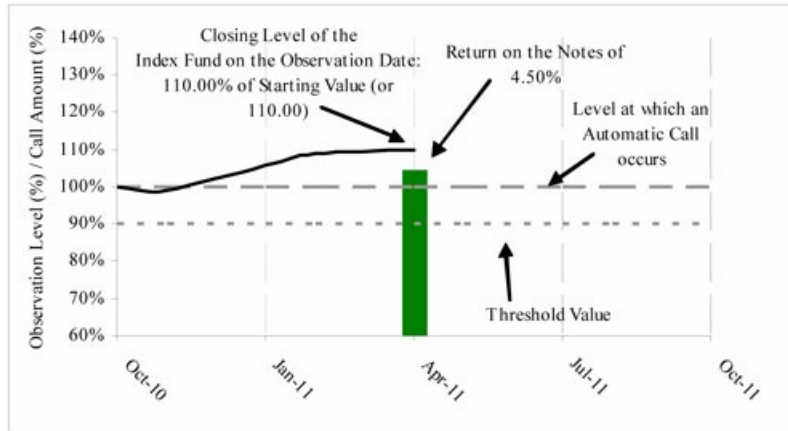 Observation Level (%) / Call Amount (%)
140%
130%
120%
110%
100%
90%
80%
70%
60%
Closing Level of the
Index Fund on the Observation Date:
110.00% of Starting Value (or
110.00)
Return on the Notes of
4.50%
Level at which an
Automatic Call
occurs
Threshold Value
Oct-10
Jan-11
Apr-11
Jul-11
Oct-11